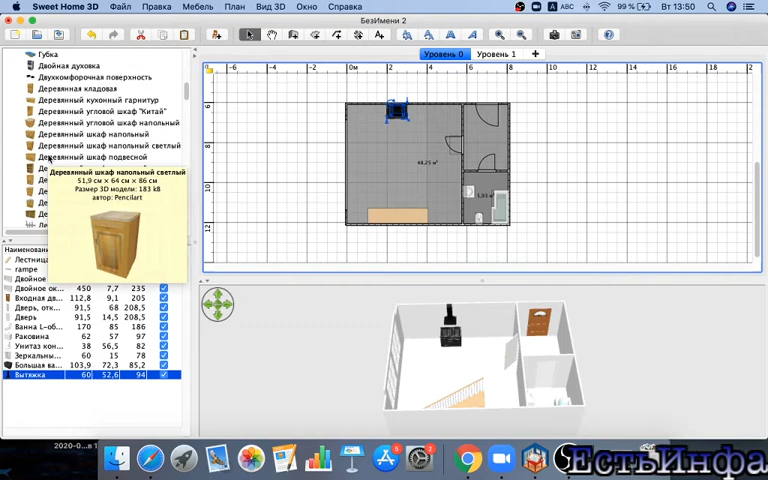 Sweet Home 3D Файл Правка Мебель План Вид 3D Окно Справка ABC 99 % Вт 13:50
БезИмени 2
Губка
Двойная духовка
Двухкомфорочная поверхность
Деревянная кладовая
Деревянный кухонный гарнитур
Деревянный угловой шкаф "Китай"
Деревянный угловой шкаф напольный
Деревянный шкаф напольный
Деревянный шкаф напольный светлый
Деревянный шкаф подвесной
Деревянный шкаф напольный светлый
51,9 см × 64 см × 86 см
Размер 3D модели: 183 kB
автор: Pencilart
Наименовани
Лестница
rampe
Двойное
Двойное ок... 450 7,7 235
Входная дв... 112,8 9,1 205
Дверь, отк... 91,5 68 208,5
Дверь 91,5 18 208,5
Ванна L-об... 170 85 186
Раковина 62 57 97
Унитаз кон... 38 56,5 82
Зеркальны... 60 15 78
Большая ва... 103,9 72,3 85,2
Вытяжка 60 52,6 94
Уровень 0 Уровень 1
-6 -4 -2 0м 2 4 6 8 10 12 14 16 18 2
6
8
10
12
48,25 м²
5,93 м²
2020-0
ЕстьИнфа